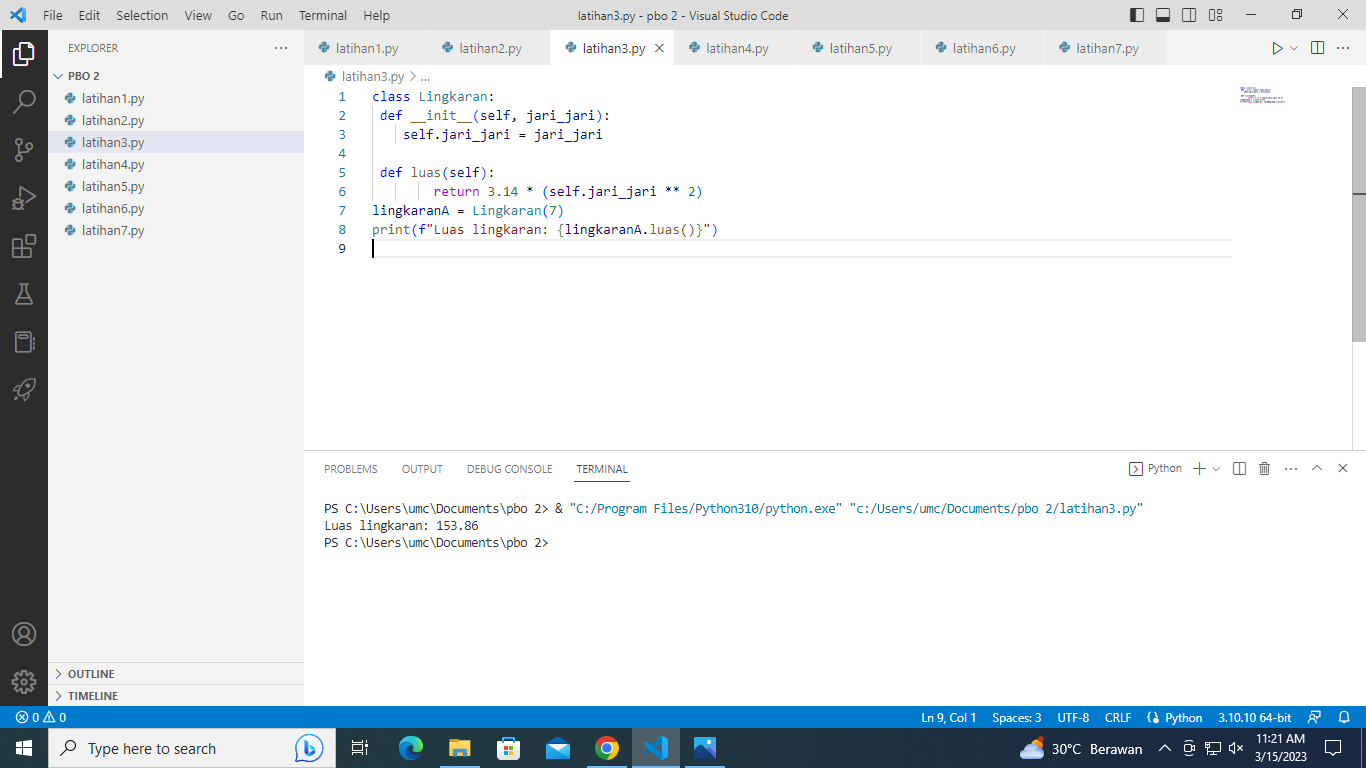 File Edit Selection View Go Run Terminal Help
latihan3.py - pbo 2 - Visual Studio Code
EXPLORER
PBO 2
latihan1.py
latihan2.py
latihan3.py
latihan4.py
latihan5.py
latihan6.py
latihan7.py
OUTLINE
TIMELINE
latihan1.py latihan2.py latihan3.py latihan4.py latihan5.py latihan6.py latihan7.py
latihan3.py > ...
1 class Lingkaran:
2 def __init__(self, jari_jari):
3 self.jari_jari = jari_jari
4
5 def luas(self):
6 return 3.14 * (self.jari_jari ** 2)
7 lingkaranA = Lingkaran(7)
8 print(f"Luas lingkaran: {lingkaranA.luas()}")
9
PROBLEMS OUTPUT DEBUG CONSOLE TERMINAL
Python
PS C:\Users\umc\Documents\pbo 2> & "C:/Program Files/Python310/python.exe" "c:/Users/umc/Documents/pbo 2/latihan3.py"
Luas lingkaran: 153.86
PS C:\Users\umc\Documents\pbo 2>
0 0
Ln 9, Col 1 Spaces: 3 UTF-8 CRLF Python 3.10.10 64-bit
Type here to search
30°C Berawan
11:21 AM
3/15/2023